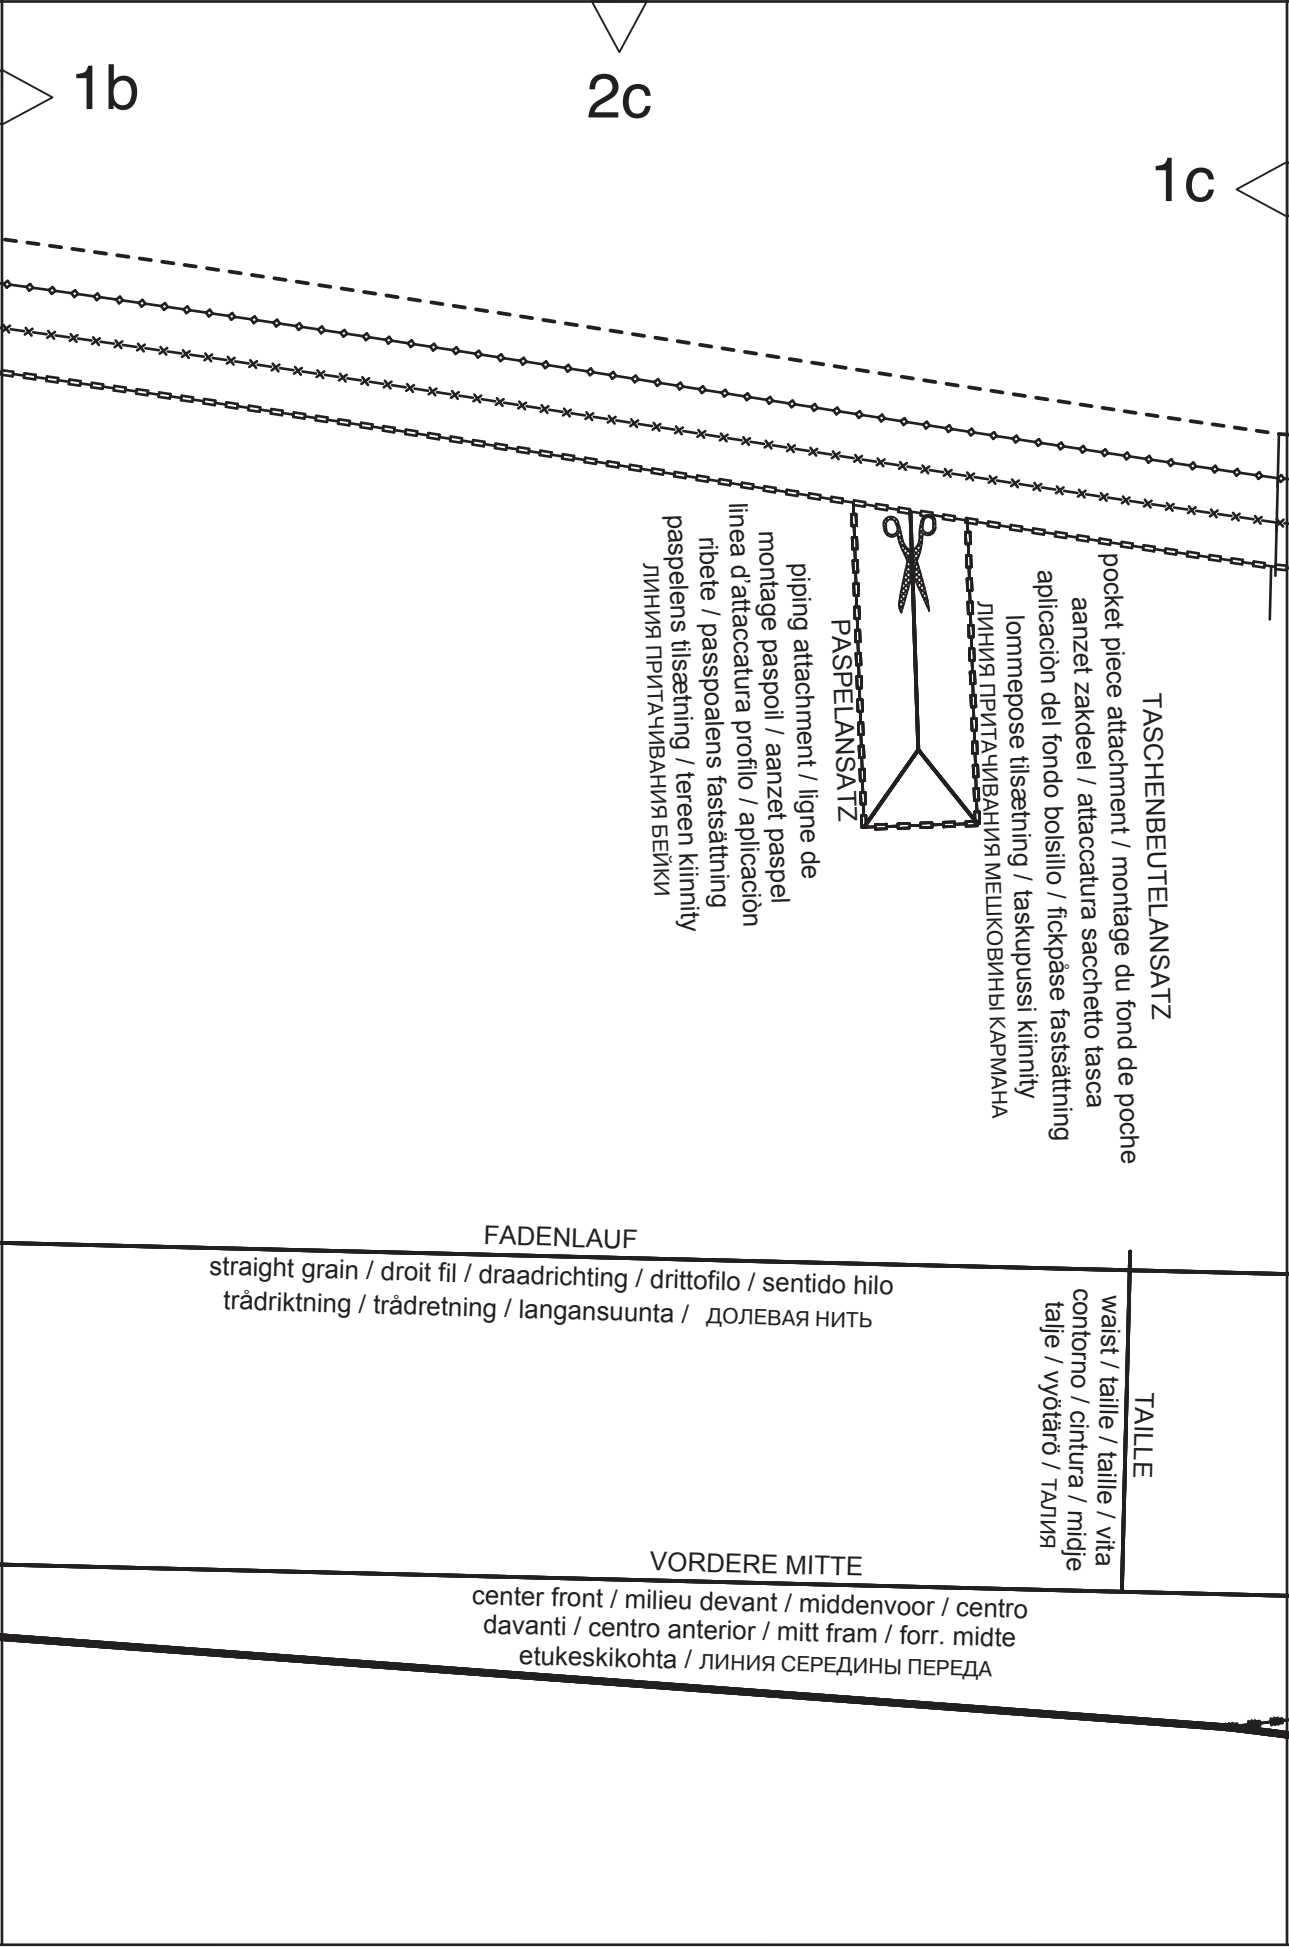 1b
2c
1c
TASCHENBEUTELANSATZ
pocket piece attachment / montage du fond de poche
aanzet zakdeel / attaccatura sacchetto tasca
aplicaciòn del fondo bolsillo / fickpåse fastsättning
lommepose tilsætning / taskupussi kiinnity
ЛИНИЯ ПРИТАЧИВАНИЯ МЕШКОВИНЫ КАРМАНА
PASPELANSATZ
piping attachment / ligne de
montage paspoil / aanzet paspel
linea d'attaccatura profilo / aplicaciòn
ribete / passpoalens fastsättning
paspelens tilsætning / tereen kiinnity
ЛИНИЯ ПРИТАЧИВАНИЯ БЕЙКИ
FADENLAUF
straight grain / droit fil / draadrichting / drittofilo / sentido hilo
trådriktning / trådretning / langansuunta / ДОЛЕВАЯ НИТЬ
TAILLE
waist / taille / taille / vita
contorno / cintura / midje
talje / vyötärö / ТАЛИЯ
VORDERE MITTE
center front / milieu devant / middenvoor / centro
davanti / centro anterior / mitt fram / forr. midte
etukeskikohta / ЛИНИЯ СЕРЕДИНЫ ПЕРЕДА